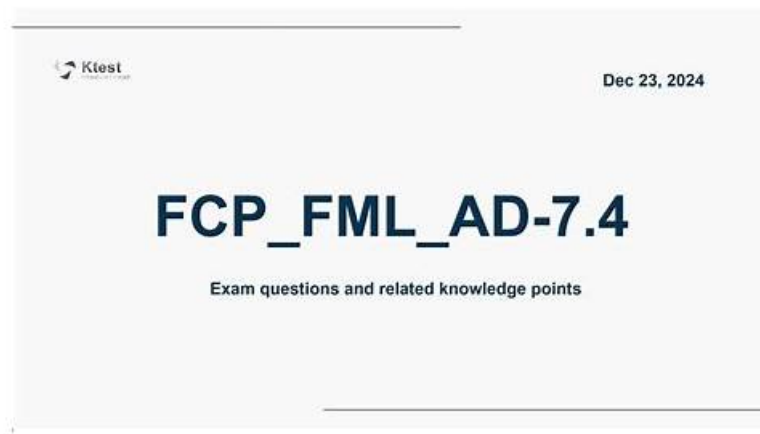 Ktest
Dec 23, 2024
FCP_FML_AD-7.4
Exam questions and related knowledge points